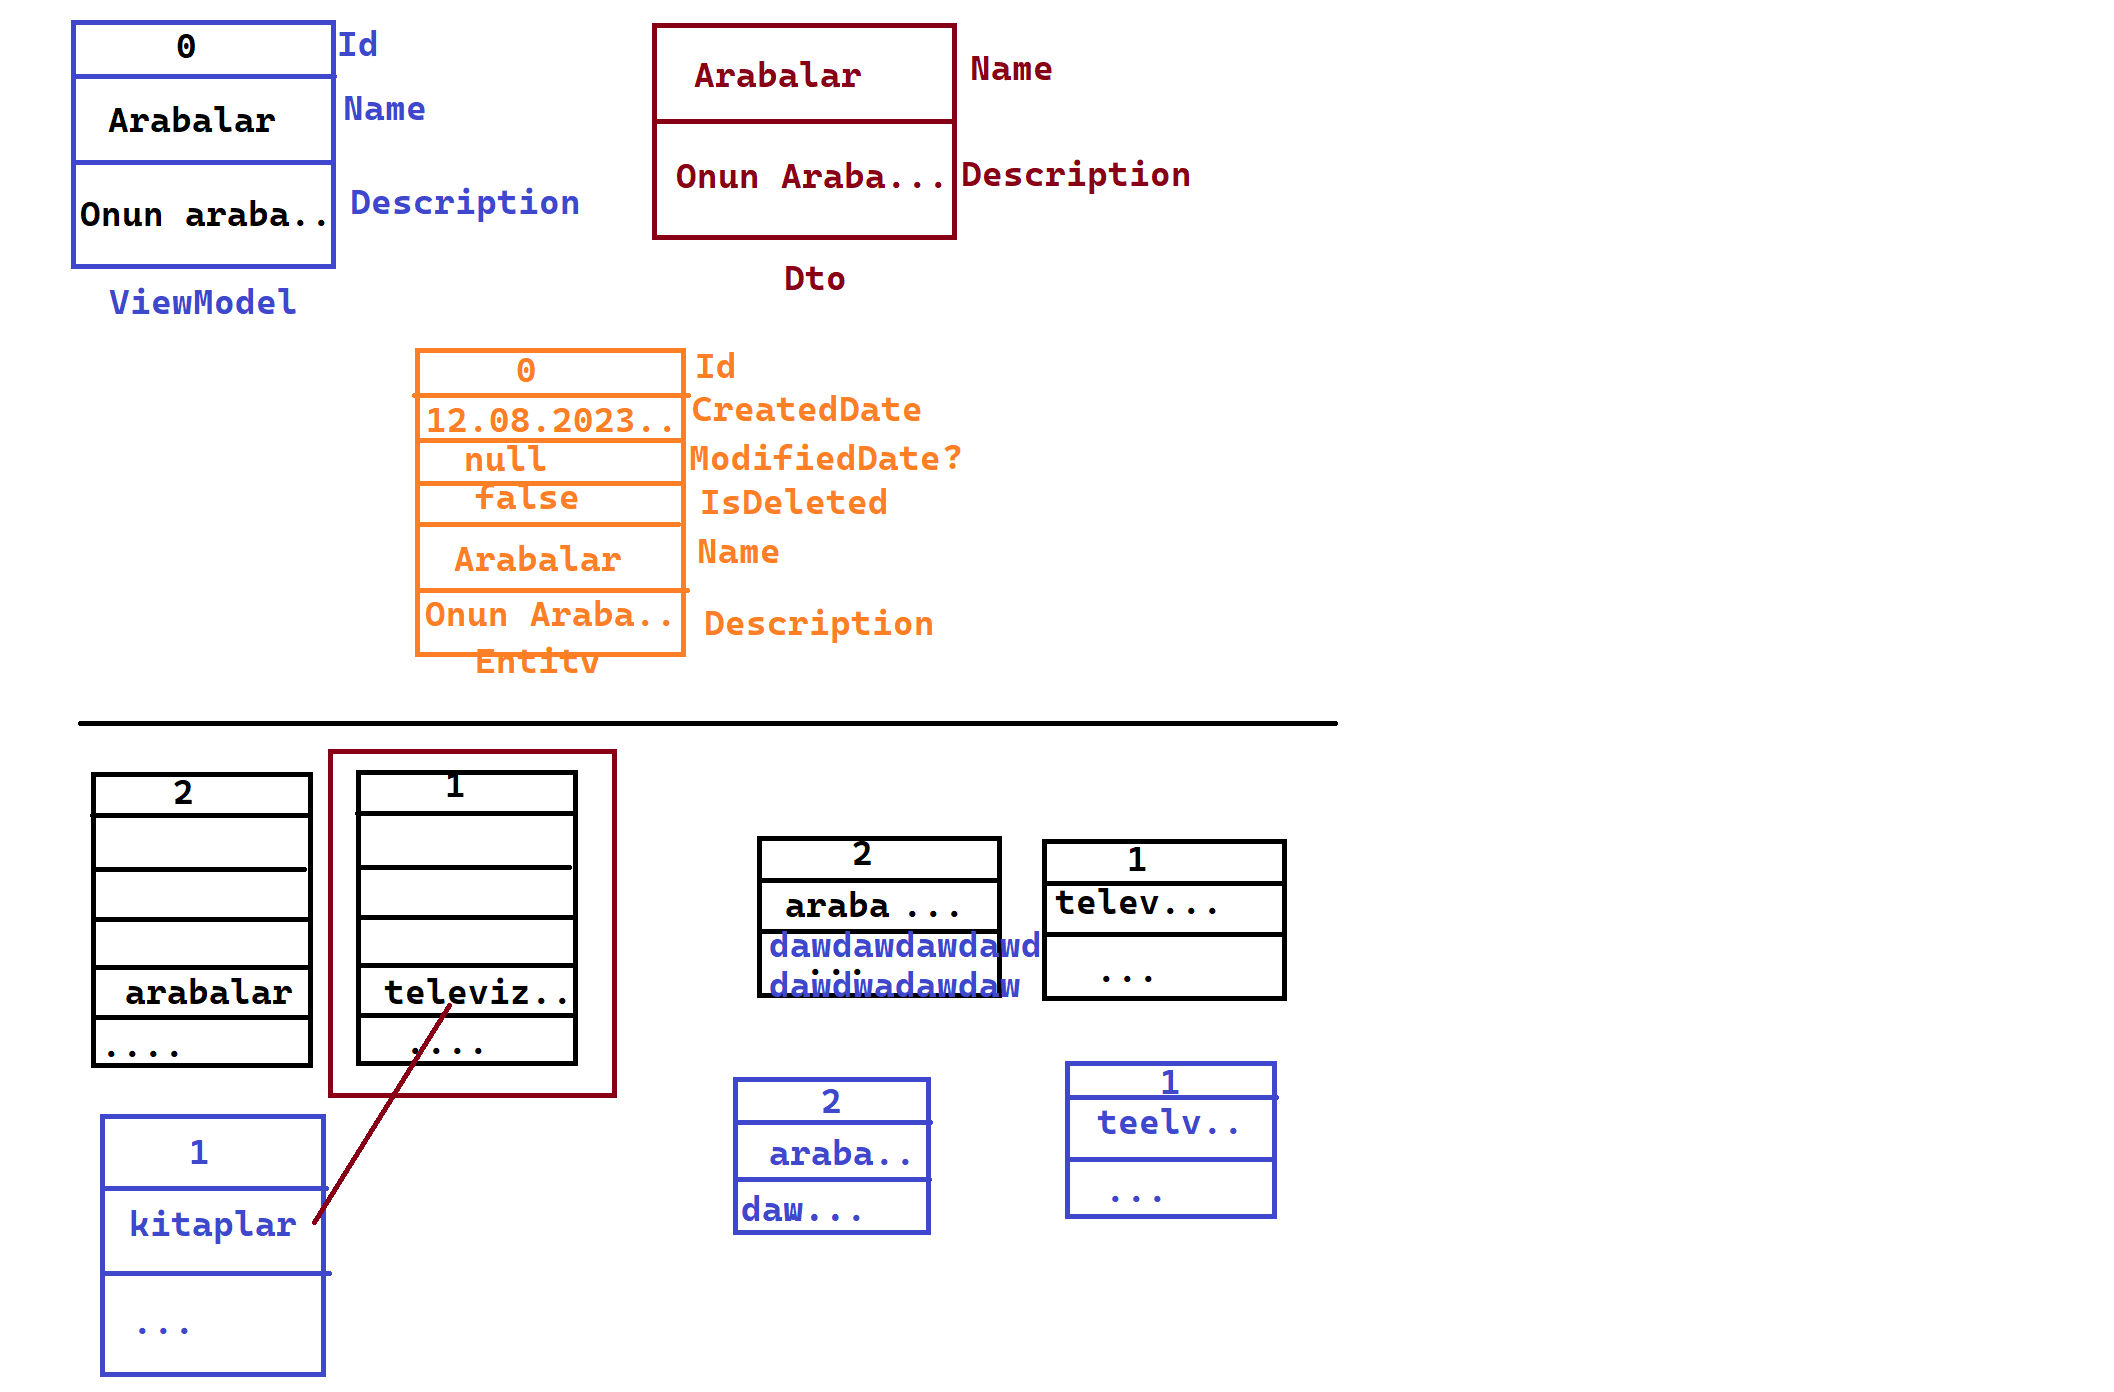 0
Id
Arabalar
Name
Onun araba..
Description
ViewModel
Arabalar
Name
Onun Araba...
Description
Dto
0
Id
12.08.2023..
CreatedDate
null
ModifiedDate?
false
IsDeleted
Arabalar
Name
Onun Araba..
Description
Entity
2
arabalar
....
1
televiz..
....
1
kitaplar
...
2
araba ...
dawdawdawdawd
...
dawdwadawdaw
1
telev...
...
2
araba..
daw...
1
teelv..
...